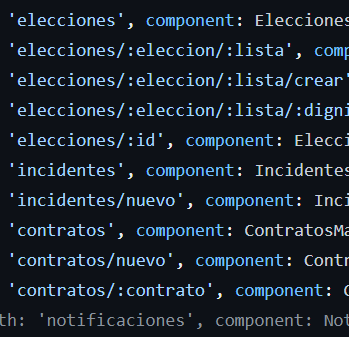 'elecciones', component: Elecciones
'elecciones/:eleccion/:lista', comp
'elecciones/:eleccion/:lista/crear'
'elecciones/:eleccion/:lista/:digni
'elecciones/:id', component: Elecci
'incidentes', component: Incidentes
'incidentes/nuevo', component: Inci
'contratos', component: ContratosMa
'contratos/nuevo', component: Contr
'contratos/:contrato', component: C
th: 'notificaciones', component: Not